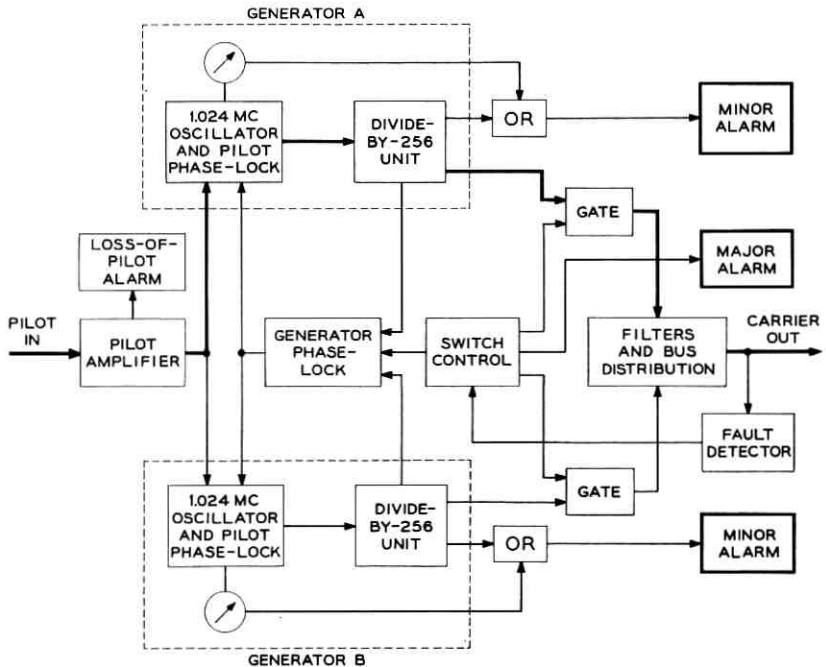 GENERATOR A
1.024 MC
OSCILLATOR
AND PILOT
PHASE-LOCK
DIVIDE-
BY-256
UNIT
OR
MINOR
ALARM
GATE
LOSS-OF-
PILOT
ALARM
MAJOR
ALARM
PILOT
IN
PILOT
AMPLIFIER
GENERATOR
PHASE-
LOCK
SWITCH
CONTROL
FILTERS
AND BUS
DISTRIBUTION
CARRIER
OUT
FAULT
DETECTOR
GATE
1.024 MC
OSCILLATOR
AND PILOT
PHASE-LOCK
DIVIDE-
BY-256
UNIT
OR
MINOR
ALARM
GENERATOR B